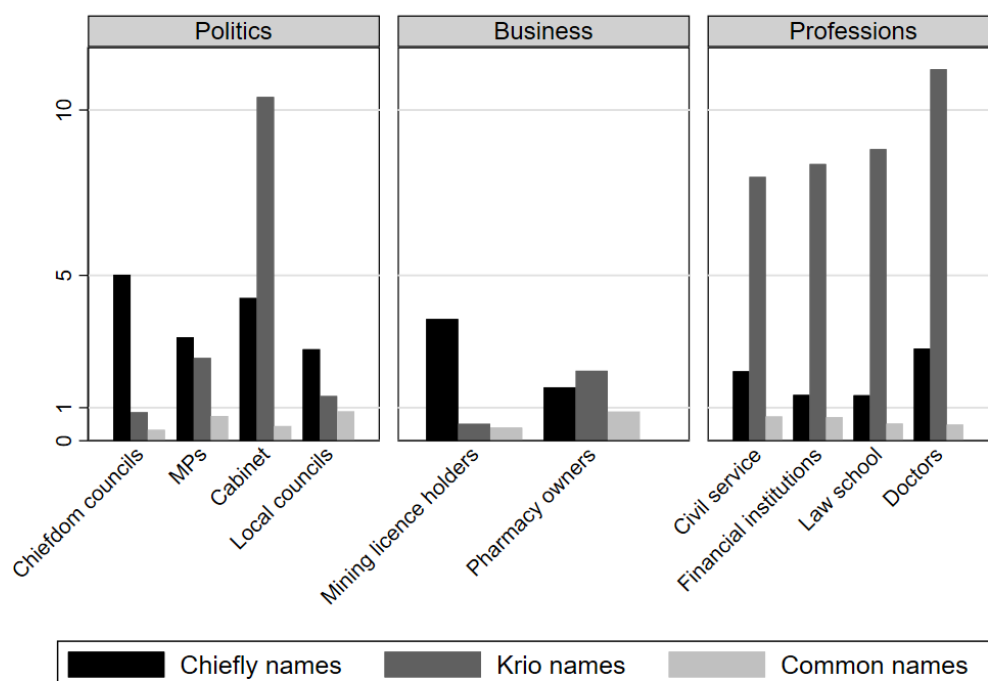 Politics
Business
Professions
10
5
1
0
Chiefdom councils
MPs
Cabinet
Local councils
Mining licence holders
Pharmacy owners
Civil service
Financial institutions
Law school
Doctors
Chiefly names
Krio names
Common names